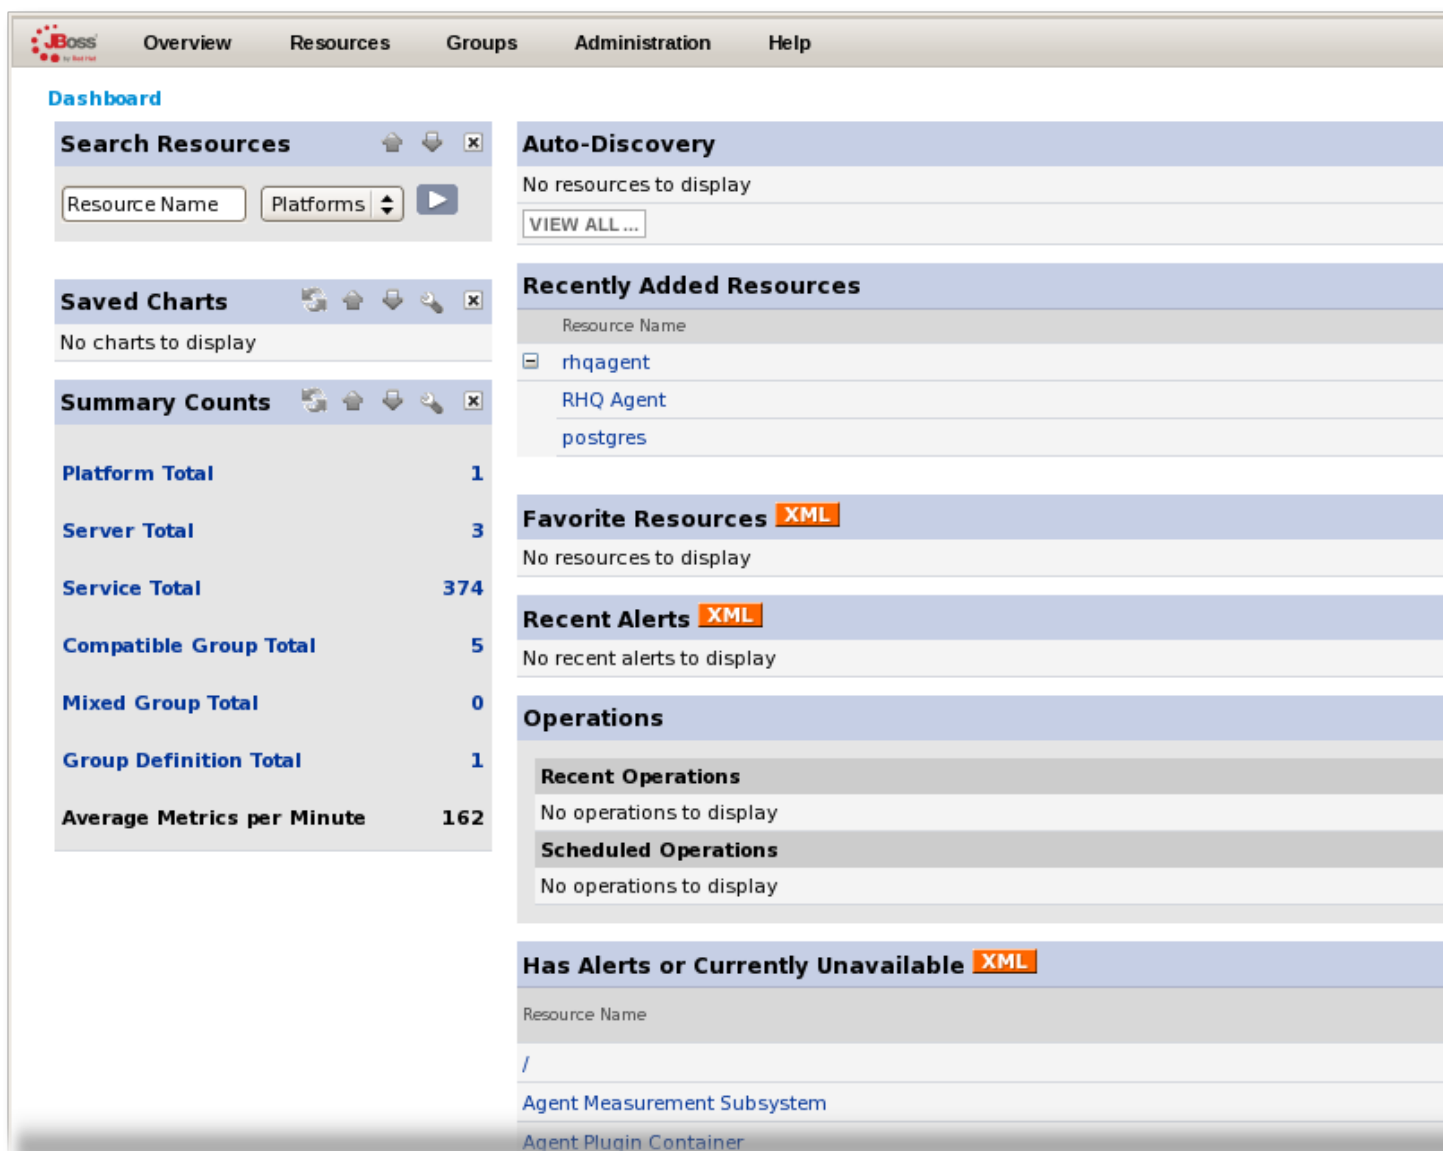 JBoss
by Red Hat
Overview Resources Groups Administration Help
Dashboard
Search Resources
Resource Name Platforms
Saved Charts
No charts to display
Summary Counts
Platform Total 1
Server Total 3
Service Total 374
Compatible Group Total 5
Mixed Group Total 0
Group Definition Total 1
Average Metrics per Minute 162
Auto-Discovery
No resources to display
VIEW ALL ...
Recently Added Resources
Resource Name
rhqagent
RHQ Agent
postgres
Favorite Resources XML
No resources to display
Recent Alerts XML
No recent alerts to display
Operations
Recent Operations
No operations to display
Scheduled Operations
No operations to display
Has Alerts or Currently Unavailable XML
Resource Name
/
Agent Measurement Subsystem
Agent Plugin Container